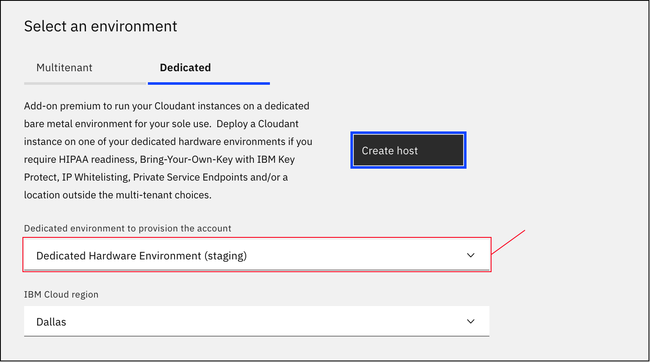 Select an environment
Multitenant
Dedicated
Add-on premium to run your Cloudant instances on a dedicated
bare metal environment for your sole use. Deploy a Cloudant
instance on one of your dedicated hardware environments if you
require HIPAA readiness, Bring-Your-Own-Key with IBM Key
Protect, IP Whitelisting, Private Service Endpoints and/or a
location outside the multi-tenant choices.
Create host
Dedicated environment to provision the account
Dedicated Hardware Environment (staging)
IBM Cloud region
Dallas